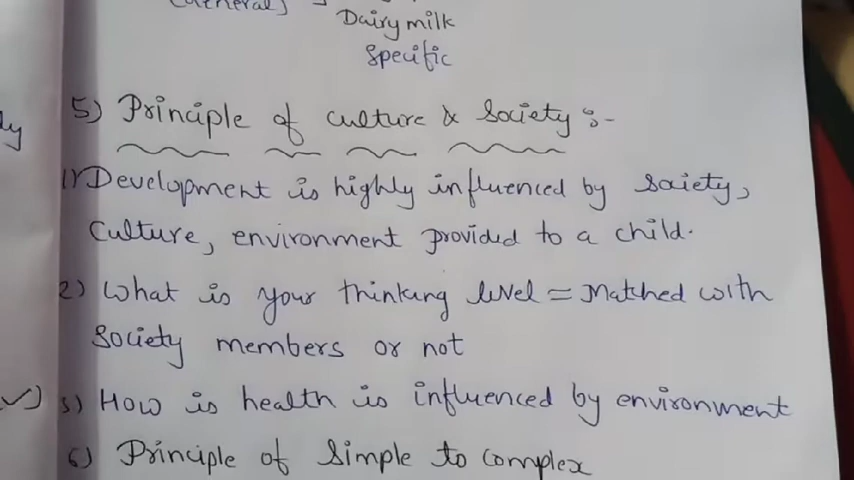 (General)
Dairy milk
Specific
5) Principle of culture & Society :-
1) Development is highly influenced by society,
Culture, environment provided to a child.
2) What is your thinking level = Matched with
Society members or not
3) How is health is influenced by environment
6) Principle of Simple to complex